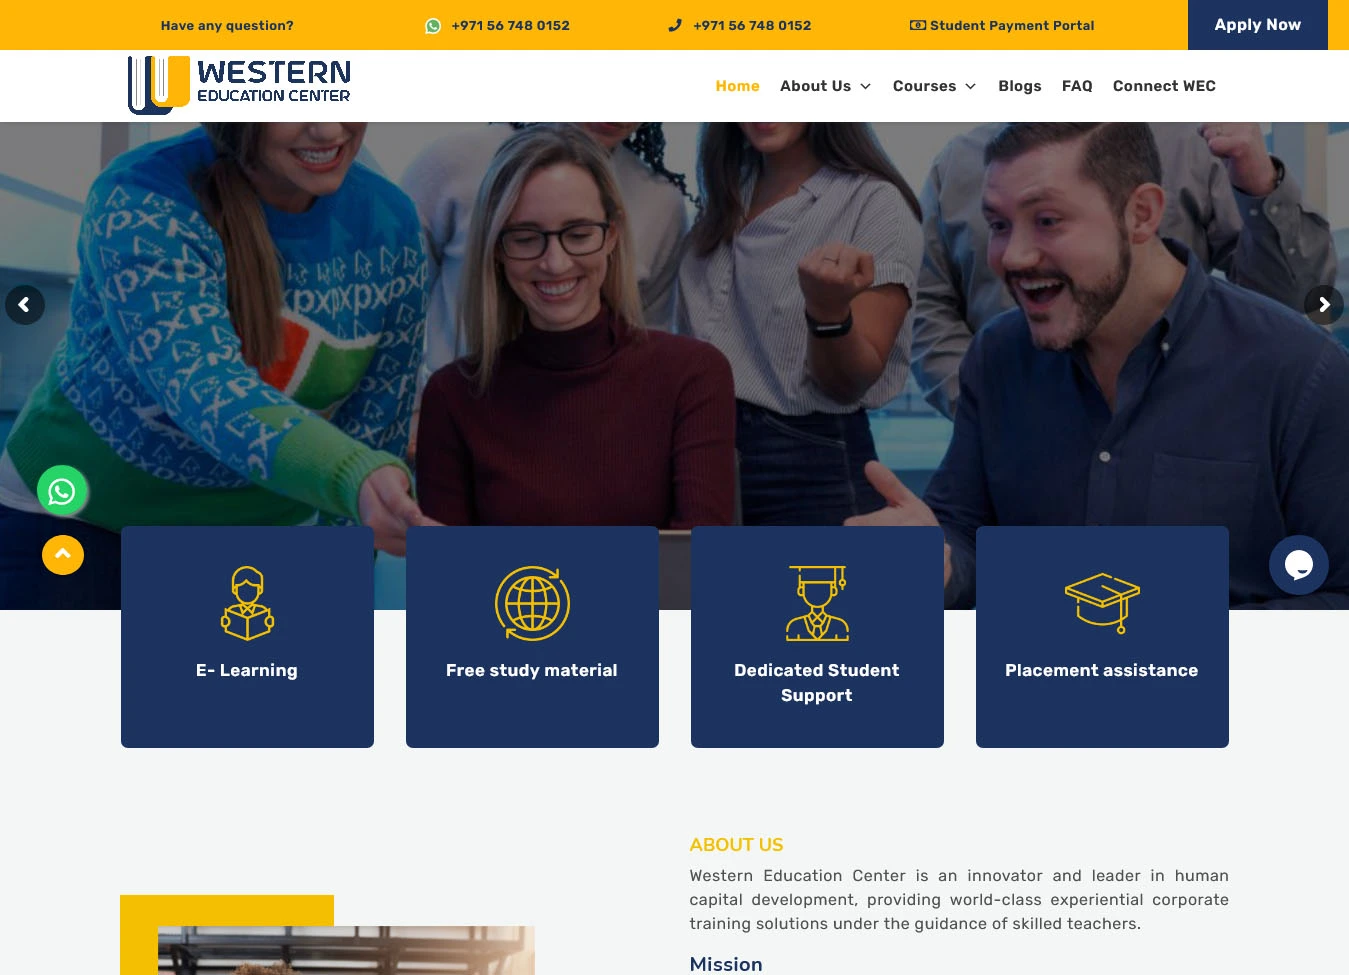 Have any question?
+971 56 748 0152
+971 56 748 0152
Student Payment Portal
Apply Now
WESTERN
EDUCATION CENTER
Home
About Us
Courses
Blogs
FAQ
Connect WEC
E- Learning
Free study material
Dedicated Student
Support
Placement assistance
ABOUT US
Western Education Center is an innovator and leader in human
capital development, providing world-class experiential corporate
training solutions under the guidance of skilled teachers.
Mission